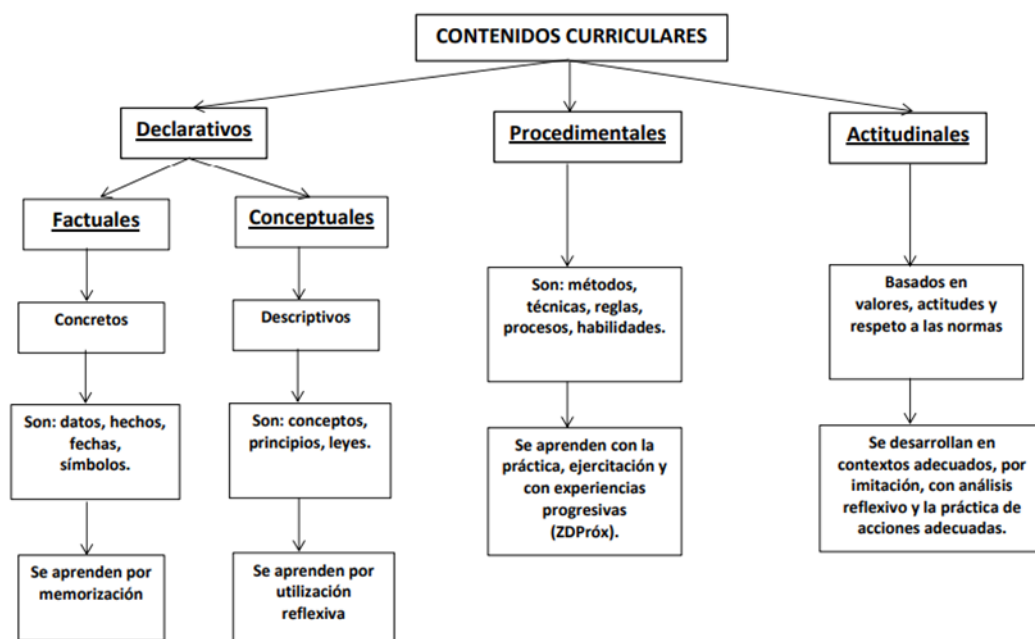 CONTENIDOS CURRICULARES
Declarativos
Procedimentales
Actitudinales
Factuales
Conceptuales
Concretos
Descriptivos
Son: métodos,
técnicas, reglas,
procesos, habilidades.
Basados en
valores, actitudes y
respeto a las normas
Son: datos, hechos,
fechas,
símbolos.
Son: conceptos,
principios, leyes.
Se aprenden con la
práctica, ejercitación y
con experiencias
progresivas
(ZDPróx).
Se desarrollan en
contextos adecuados, por
imitación, con análisis
reflexivo y la práctica de
acciones adecuadas.
Se aprenden por
memorización
Se aprenden por
utilización
reflexiva